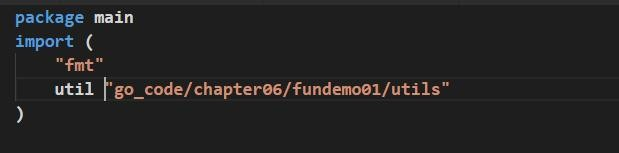 package main
import (
"fmt"
util "go_code/chapter06/fundemo01/utils"
)